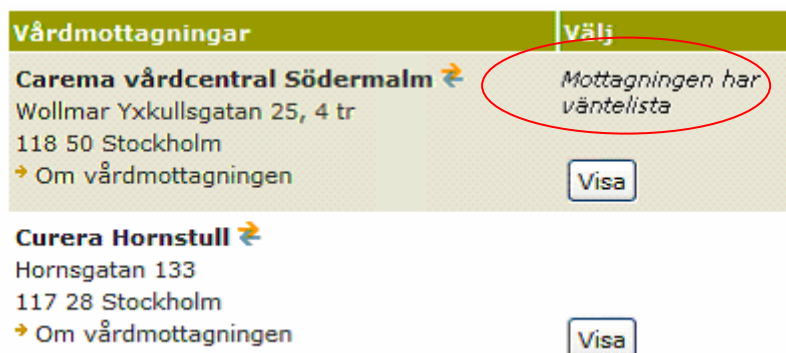 Vårdmottagningar Välj
Carema vårdcentral Södermalm Mottagningen har
Wollmar Yxkullsgatan 25, 4 tr väntelista
118 50 Stockholm
Om vårdmottagningen Visa
Curera Hornstull
Hornsgatan 133
117 28 Stockholm
Om vårdmottagningen Visa